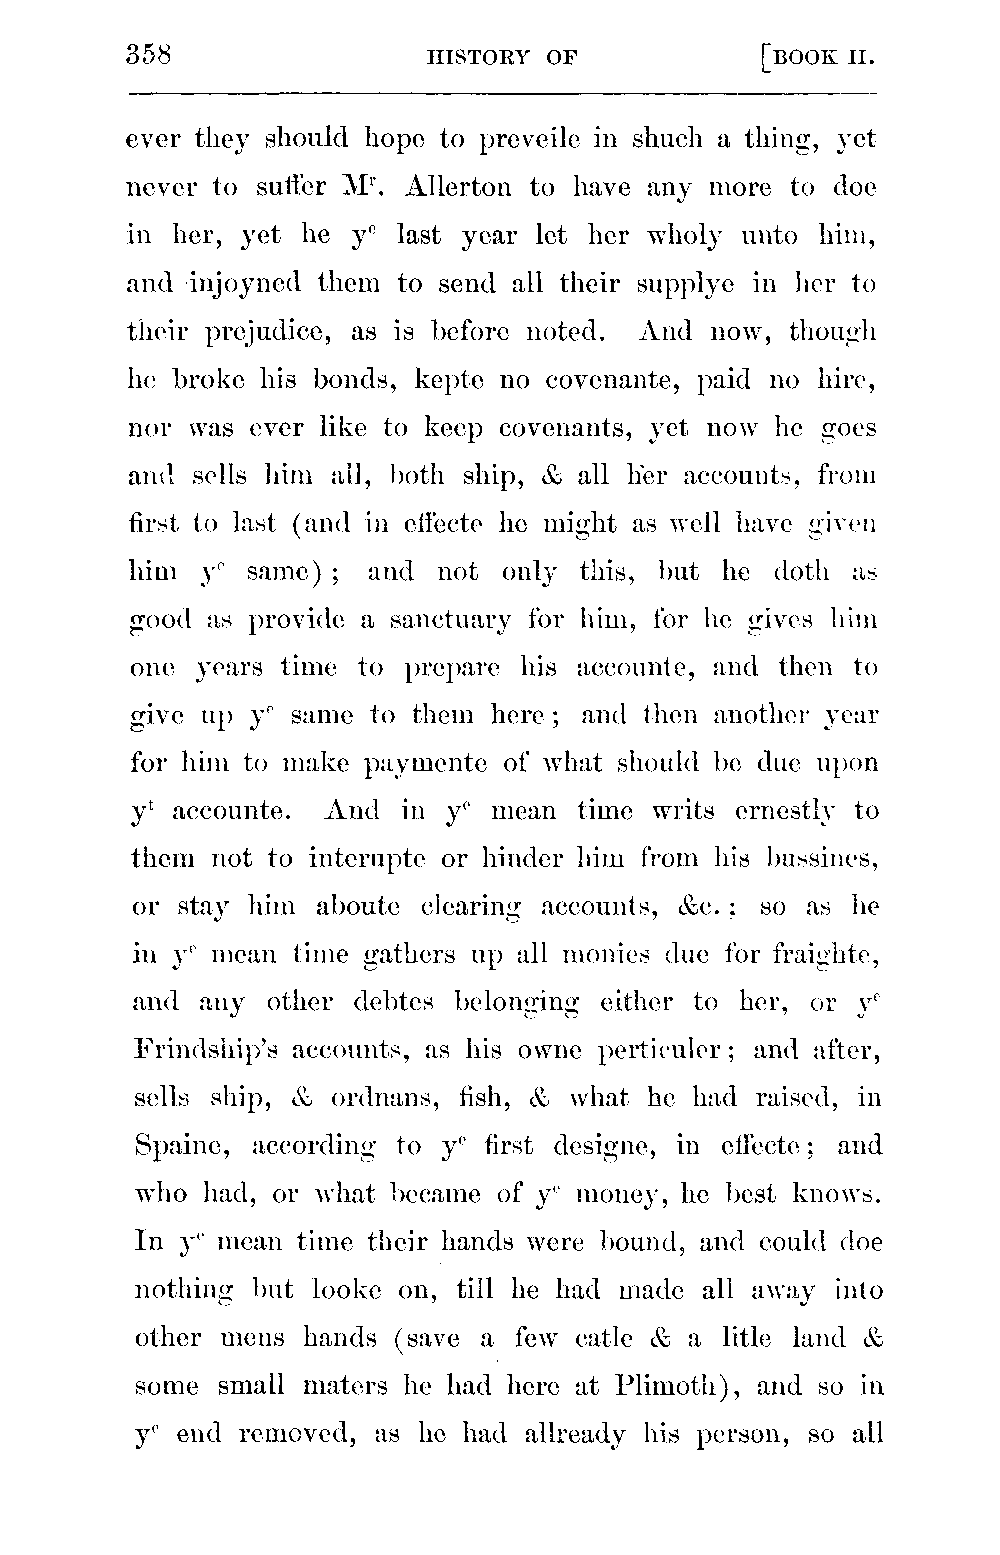 358 HISTORY OF [BOOK II.
ever they should hope to preveile in shuch a thing, yet
never to suffer Mʳ. Allerton to have any more to doe
in her, yet he yᵉ last year let her wholy unto him,
and injoyned them to send all their supplye in her to
their prejudice, as is before noted. And now, though
he broke his bonds, kepte no covenante, paid no hire,
nor was ever like to keep covenants, yet now he goes
and sells him all, both ship, & all her accounts, from
first to last (and in effecte he might as well have given
him yᵉ same); and not only this, but he doth as
good as provide a sanctuary for him, for he gives him
one years time to prepare his accounte, and then to
give up yᵉ same to them here; and then another year
for him to make paymente of what should be due upon
yᵗ accounte. And in yᵉ mean time writs ernestly to
them not to interupte or hinder him from his bussines,
or stay him aboute clearing accounts, &c.; so as he
in yᵉ mean time gathers up all monies due for fraighte,
and any other debtes belonging either to her, or yᵉ
Frindship's accounts, as his owne perticuler; and after,
sells ship, & ordnans, fish, & what he had raised, in
Spaine, according to yᵉ first designe, in effecte; and
who had, or what became of yᵉ money, he best knows.
In yᵉ mean time their hands were bound, and could doe
nothing but looke on, till he had made all away into
other mens hands (save a few catle & a litle land &
some small maters he had here at Plimoth), and so in
yᵉ end removed, as he had allready his person, so all